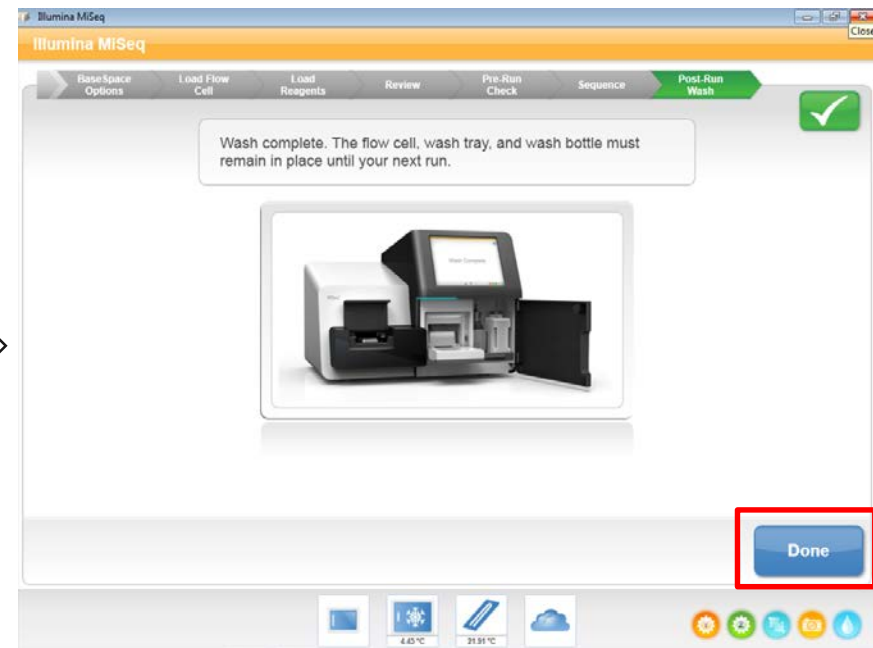 Illumina MiSeq
Close
Illumina MiSeq
BaseSpace Options
Load Flow Cell
Load Reagents
Review
Pre-Run Check
Sequence
Post-Run Wash
Wash complete. The flow cell, wash tray, and wash bottle must
remain in place until your next run.
Wash Complete
Done
4.45 °C
21.91 °C